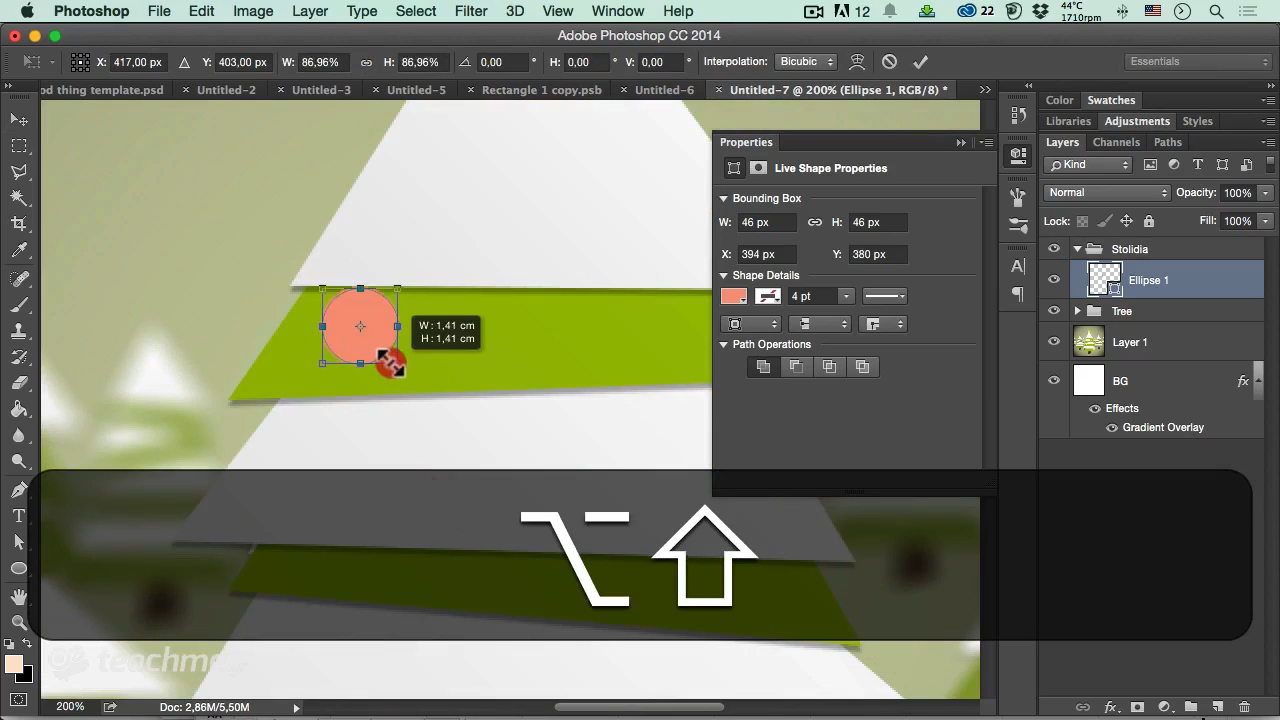 Photoshop File Edit Image Layer Type Select Filter 3D View Window Help 12 22 44°C 1710rpm
Adobe Photoshop CC 2014
X: 417,00 px Y: 403,00 px W: 86,96% H: 86,96% 0,00 ° H: 0,00 ° V: 0,00 ° Interpolation: Bicubic Essentials
od thing template.psd × Untitled-2 × Untitled-3 × Untitled-5 × Rectangle 1 copy.psb × Untitled-6 × Untitled-7 @ 200% (Ellipse 1, RGB/8) *
Color Swatches
Libraries Adjustments Styles
Properties
Layers Channels Paths
Kind
Live Shape Properties
Normal Opacity: 100%
Bounding Box
W: 46 px H: 46 px
Lock: Fill: 100%
X: 394 px Y: 380 px
Stolidia
Shape Details
Ellipse 1
4 pt
Tree
W: 1,41 cm
H: 1,41 cm
Path Operations
Layer 1
BG fx
Effects
Gradient Overlay
teachme
200% Doc: 2,86M/5,50M